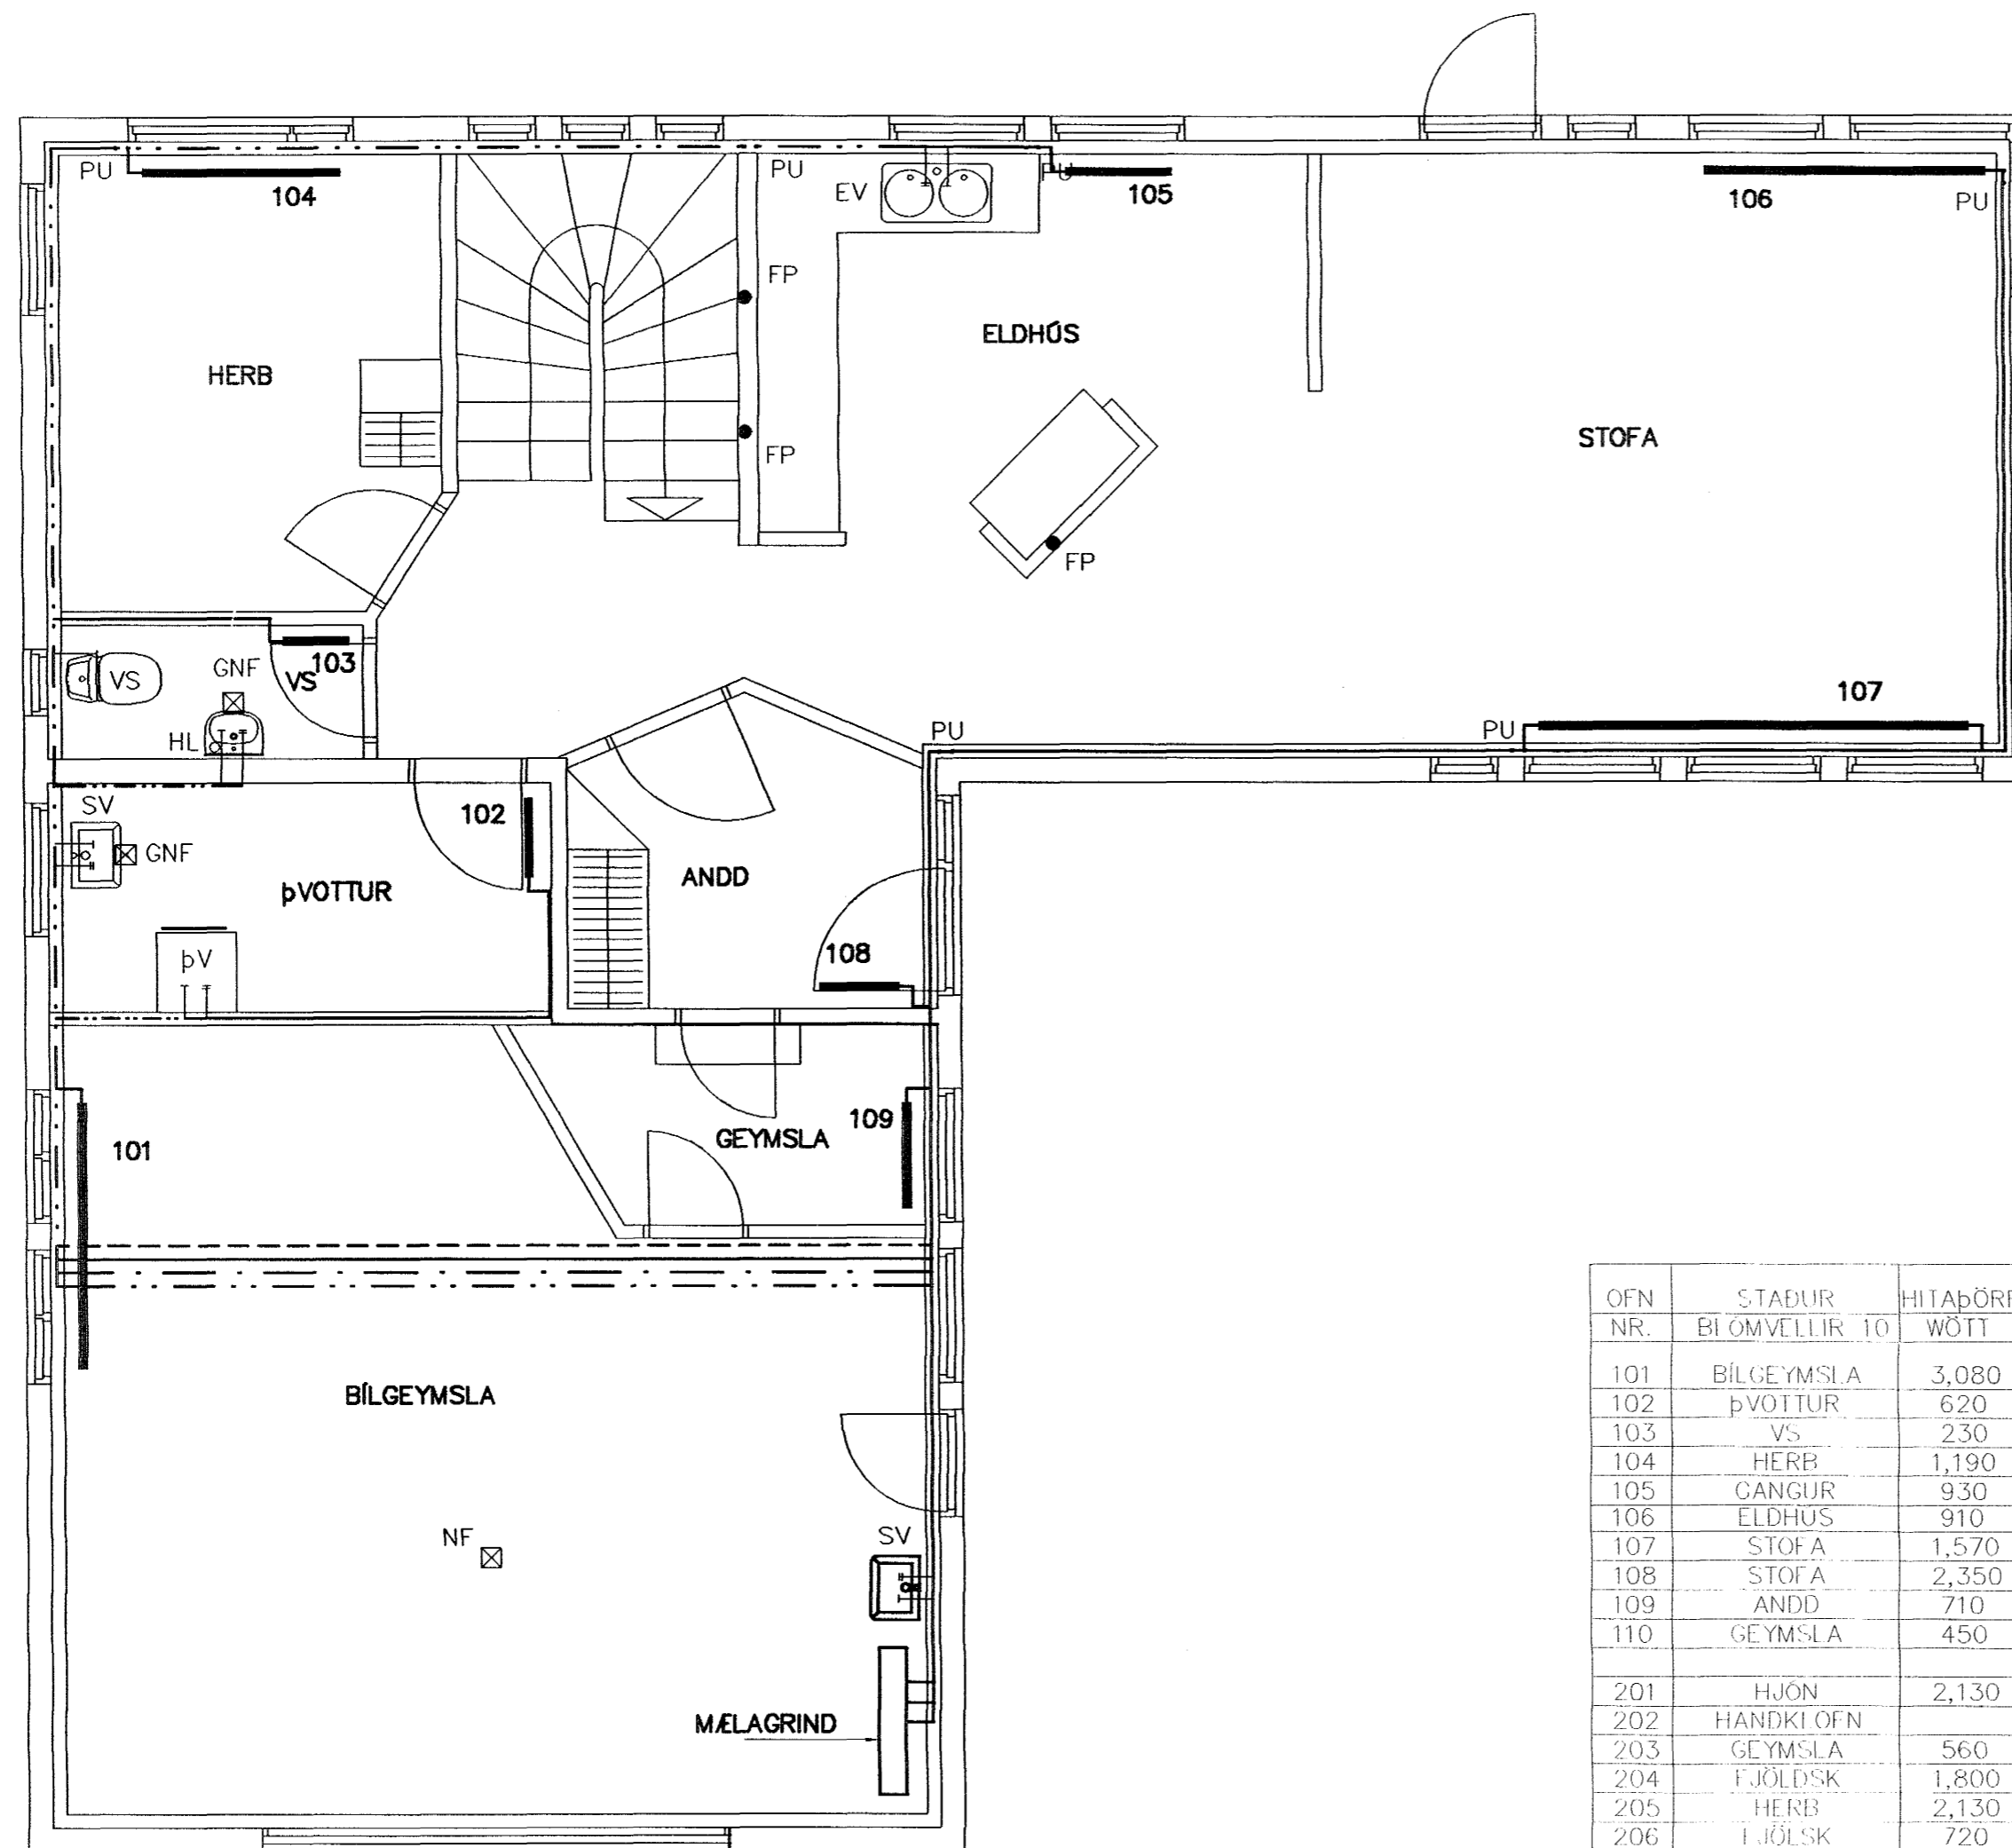 PU
104
PU
EV
PU
105
106
PU
FP
ELDHÚS
HERB
STOFA
FP
FP
103
GNF
VS
VS
HL
107
PU
PU
SV
102
GNF
ÞVOTTUR
ANDD
ÞV
108
109
GEYMSLA
101
BÍLGEYMSLA
NF
SV
MÆLAGRIND
OFN STAÐUR HITAÞÖRF
NR. BLÓMVELLIR 10 WÖTT
101 BÍLGEYMSLA 3,080
102 ÞVOTTUR 620
103 VS 230
104 HERB 1,190
105 GANGUR 930
106 ELDHÚS 910
107 STOFA 1,570
108 STOFA 2,350
109 ANDD 710
110 GEYMSLA 450
201 HJÓN 2,130
202 HANDKLOFN
203 GEYMSLA 560
204 FJÖLDSK 1,800
205 HERB 2,130
206 FJÖLSK 720